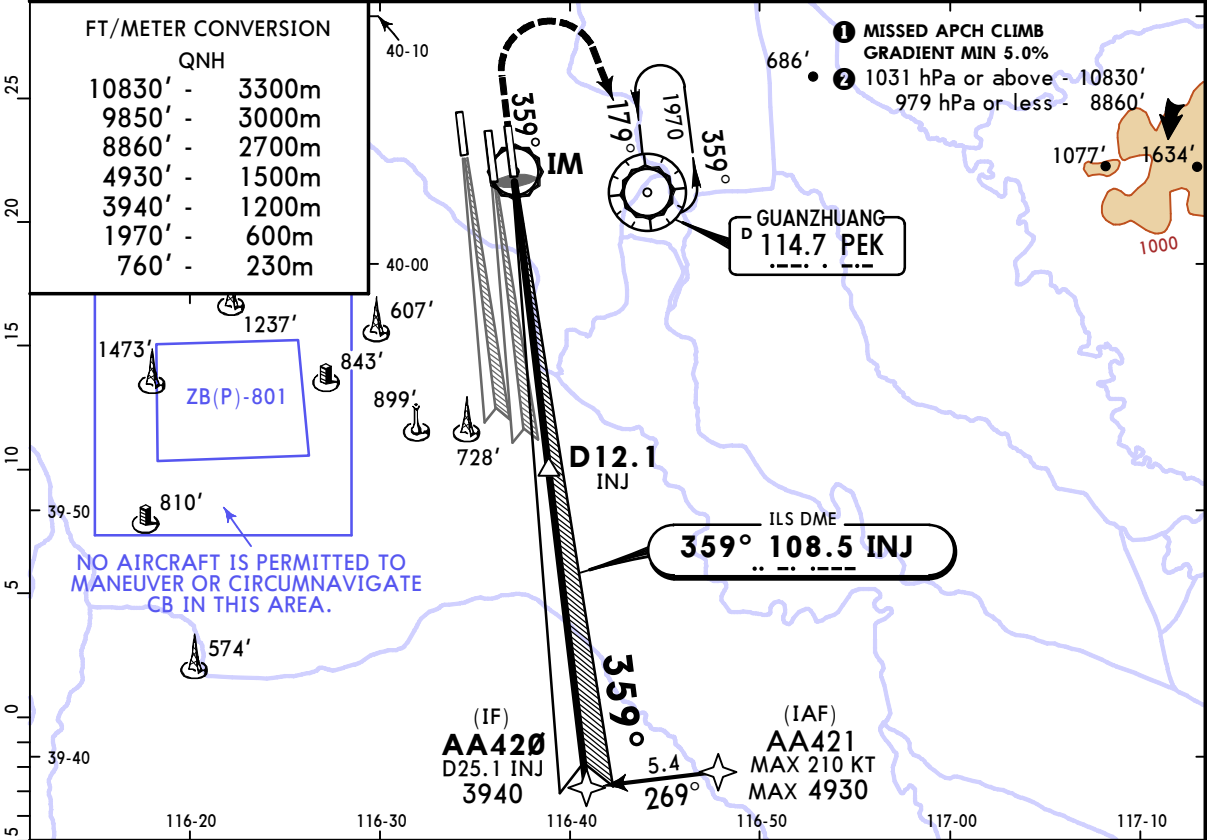 FT/METER CONVERSION
QNH
10830' - 3300m
9850' - 3000m
8860' - 2700m
4930' - 1500m
3940' - 1200m
1970' - 600m
760' - 230m
40-10
❶ MISSED APCH CLIMB
GRADIENT MIN 5.0%
❷ 1031 hPa or above - 10830'
979 hPa or less - 8860'
686'
1077'
1634'
1000
359°
179°
1970
359°
IM
GUANZHUANG
D 114.7 PEK
40-00
25
20
15
10
5
0
5
1237'
607'
1473'
843'
ZB(P)-801
899'
728'
810'
39-50
D12.1
INJ
ILS DME
359° 108.5 INJ
NO AIRCRAFT IS PERMITTED TO
MANEUVER OR CIRCUMNAVIGATE
CB IN THIS AREA.
574'
359°
(IF)
AA42Ø
D25.1 INJ
3940
(IAF)
AA421
MAX 210 KT
MAX 4930
5.4
269°
39-40
116-20
116-30
116-40
116-50
117-00
117-10